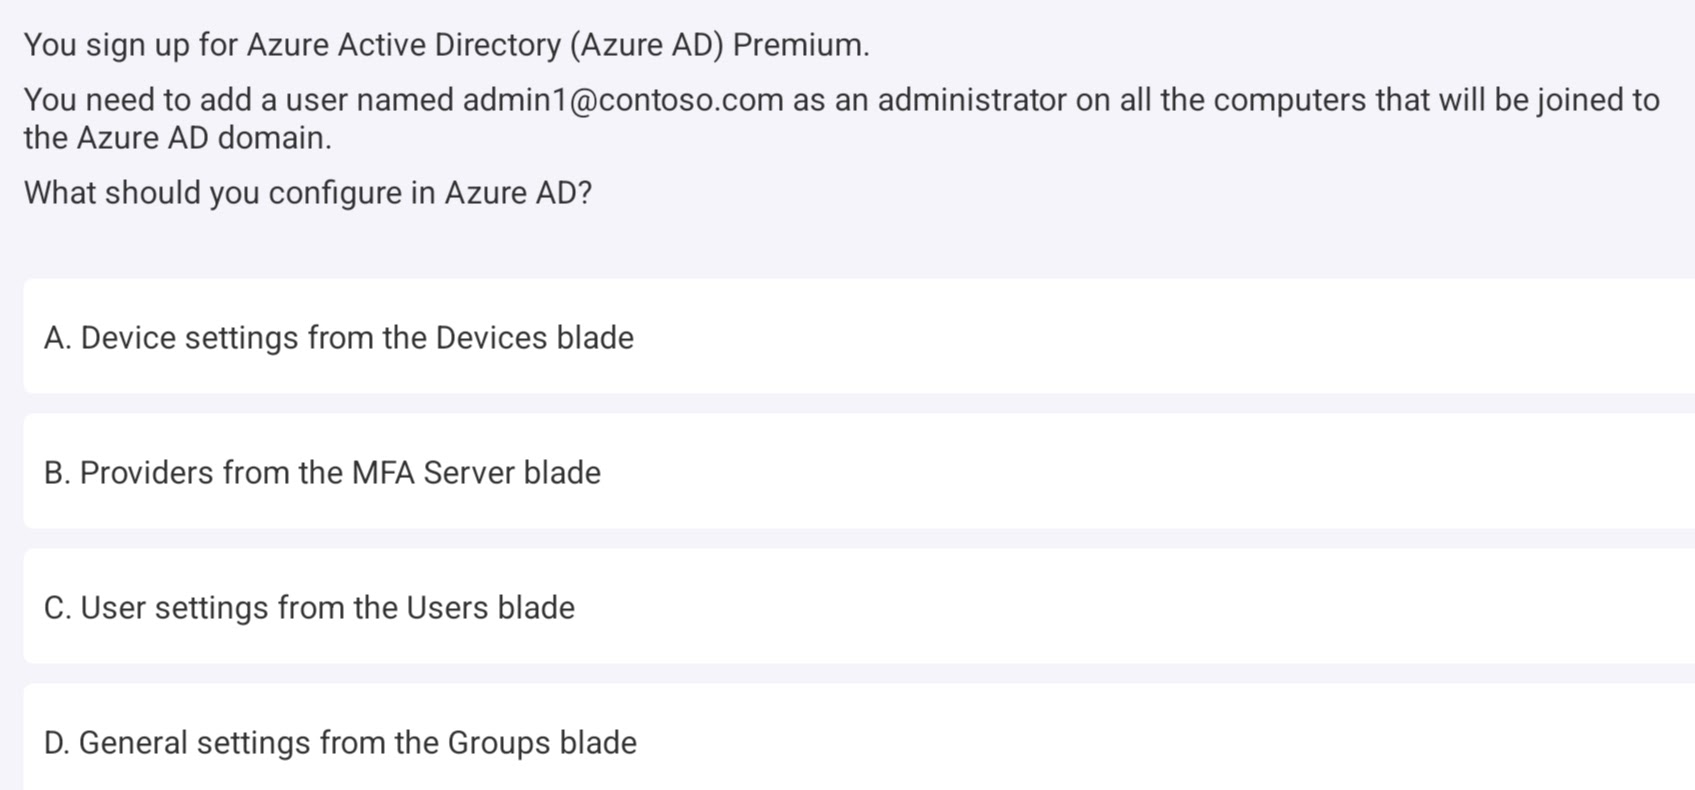 You sign up for Azure Active Directory (Azure AD) Premium.
You need to add a user named admin1@contoso.com as an administrator on all the computers that will be joined to
the Azure AD domain.
What should you configure in Azure AD?
A. Device settings from the Devices blade
B. Providers from the MFA Server blade
C. User settings from the Users blade
D. General settings from the Groups blade